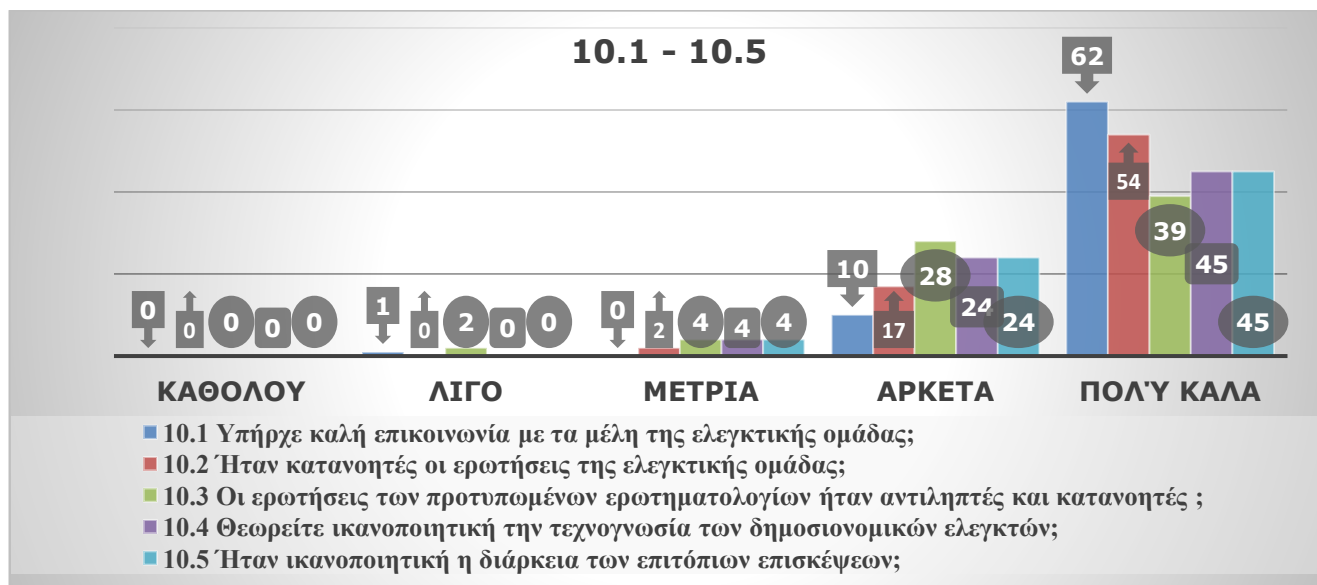 10.1 - 10.5
0 0 0 0 0
1 0 2 0 0
0 2 4 4 4
10 17 28 24 24
62 54 39 45 45
ΚΑΘΟΛΟΥ ΛΙΓΟ ΜΕΤΡΙΑ ΑΡΚΕΤΑ ΠΟΛΎ ΚΑΛΑ
10.1 Υπήρχε καλή επικοινωνία με τα μέλη της ελεγκτικής ομάδας;
10.2 Ήταν κατανοητές οι ερωτήσεις της ελεγκτικής ομάδας;
10.3 Οι ερωτήσεις των προτυπωμένων ερωτηματολογίων ήταν αντιληπτές και κατανοητές ;
10.4 Θεωρείτε ικανοποιητική την τεχνογνωσία των δημοσιονομικών ελεγκτών;
10.5 Ήταν ικανοποιητική η διάρκεια των επιτόπιων επισκέψεων;